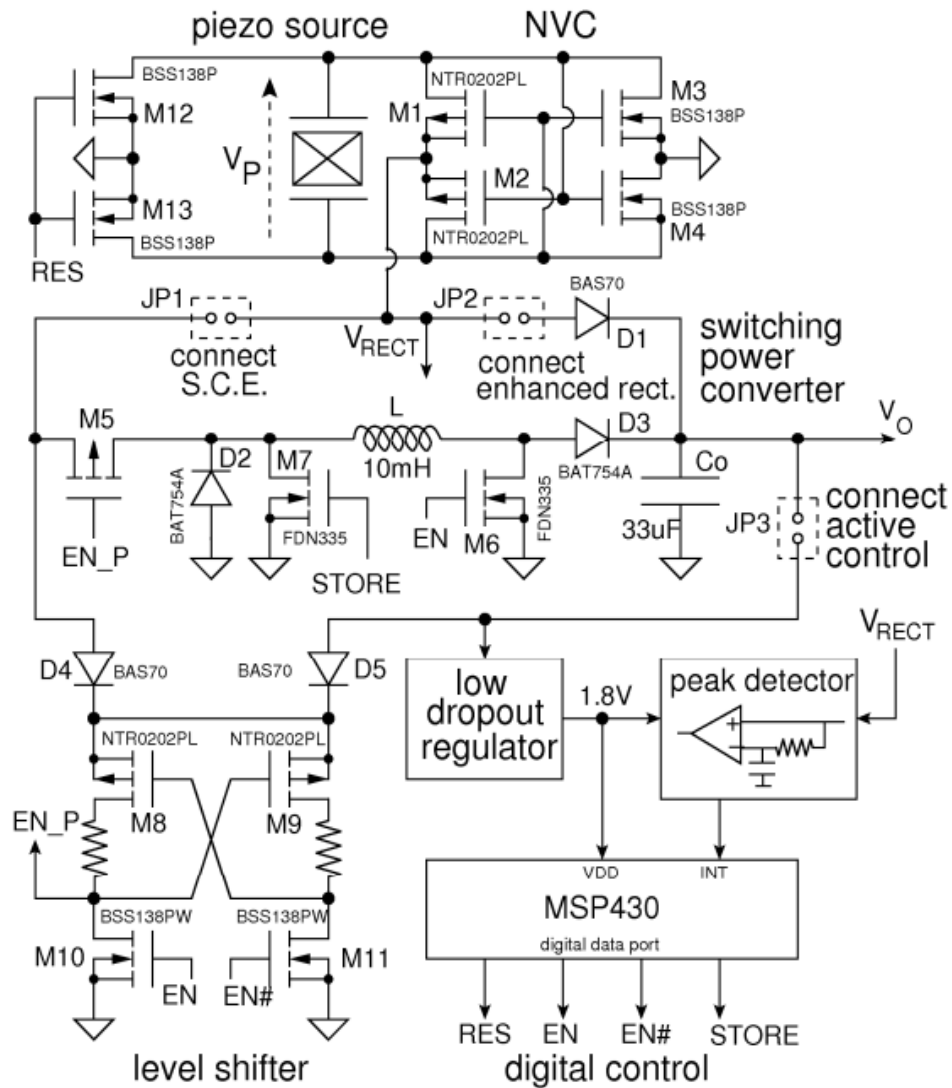 piezo source
NVC
BSS138P
M12
V_P
NTR0202PL
M1
M3
BSS138P
M13
BSS138P
M2
NTR0202PL
BSS138P
M4
RES
JP1
connect
S.C.E.
V_RECT
JP2
connect
enhanced rect.
BAS70
D1
switching
power
converter
M5
EN_P
D2
BAT754A
M7
FDN335
STORE
L
10mH
EN
M6
FDN335
D3
BAT754A
Co
33uF
V_O
JP3
connect
active
control
D4
BAS70
BAS70
D5
low
dropout
regulator
1.8V
peak detector
+
−
V_RECT
NTR0202PL
NTR0202PL
M8
M9
EN_P
BSS138PW
BSS138PW
M10
EN
EN#
M11
VDD
INT
MSP430
digital data port
RES
EN
EN#
STORE
level shifter
digital control